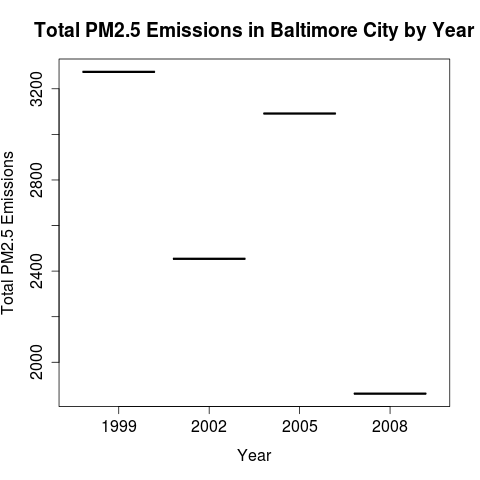 Total PM2.5 Emissions in Baltimore City by Year
Total PM2.5 Emissions
3200
2800
2400
2000
1999 2002 2005 2008
Year